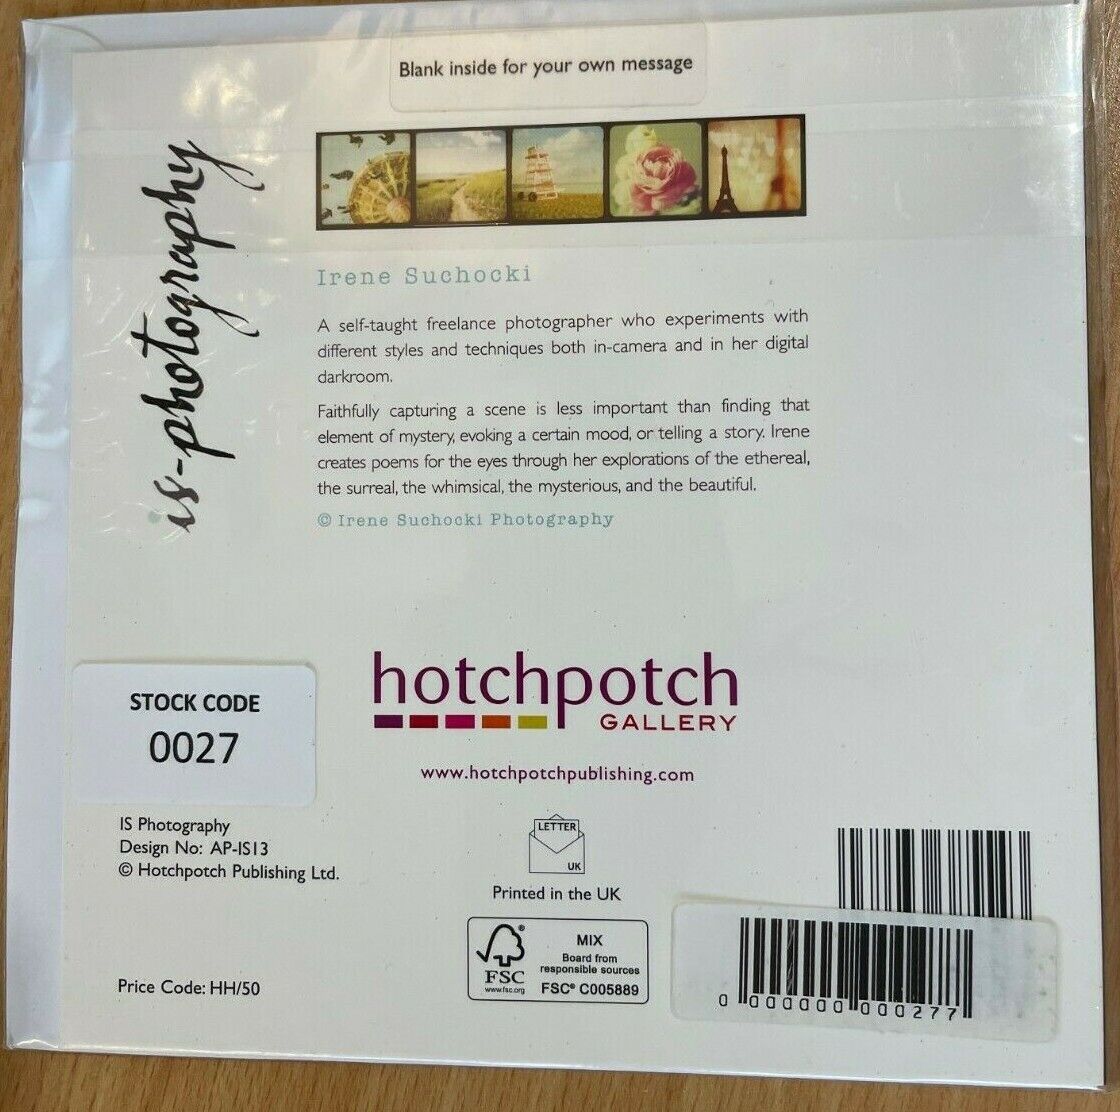 Blank inside for your own message
is-photography
Irene Suchocki
A self-taught freelance photographer who experiments with
different styles and techniques both in-camera and in her digital
darkroom.
Faithfully capturing a scene is less important than finding that
element of mystery, evoking a certain mood, or telling a story. Irene
creates poems for the eyes through her explorations of the ethereal,
the surreal, the whimsical, the mysterious, and the beautiful.
© Irene Suchocki Photography
hotchpotch
GALLERY
www.hotchpotchpublishing.com
STOCK CODE
0027
IS Photography
Design No: AP-IS13
© Hotchpotch Publishing Ltd.
Price Code: HH/50
LETTER
UK
Printed in the UK
FSC®
www.fsc.org
MIX
Board from
responsible sources
FSC® C005889
0 000000 000277